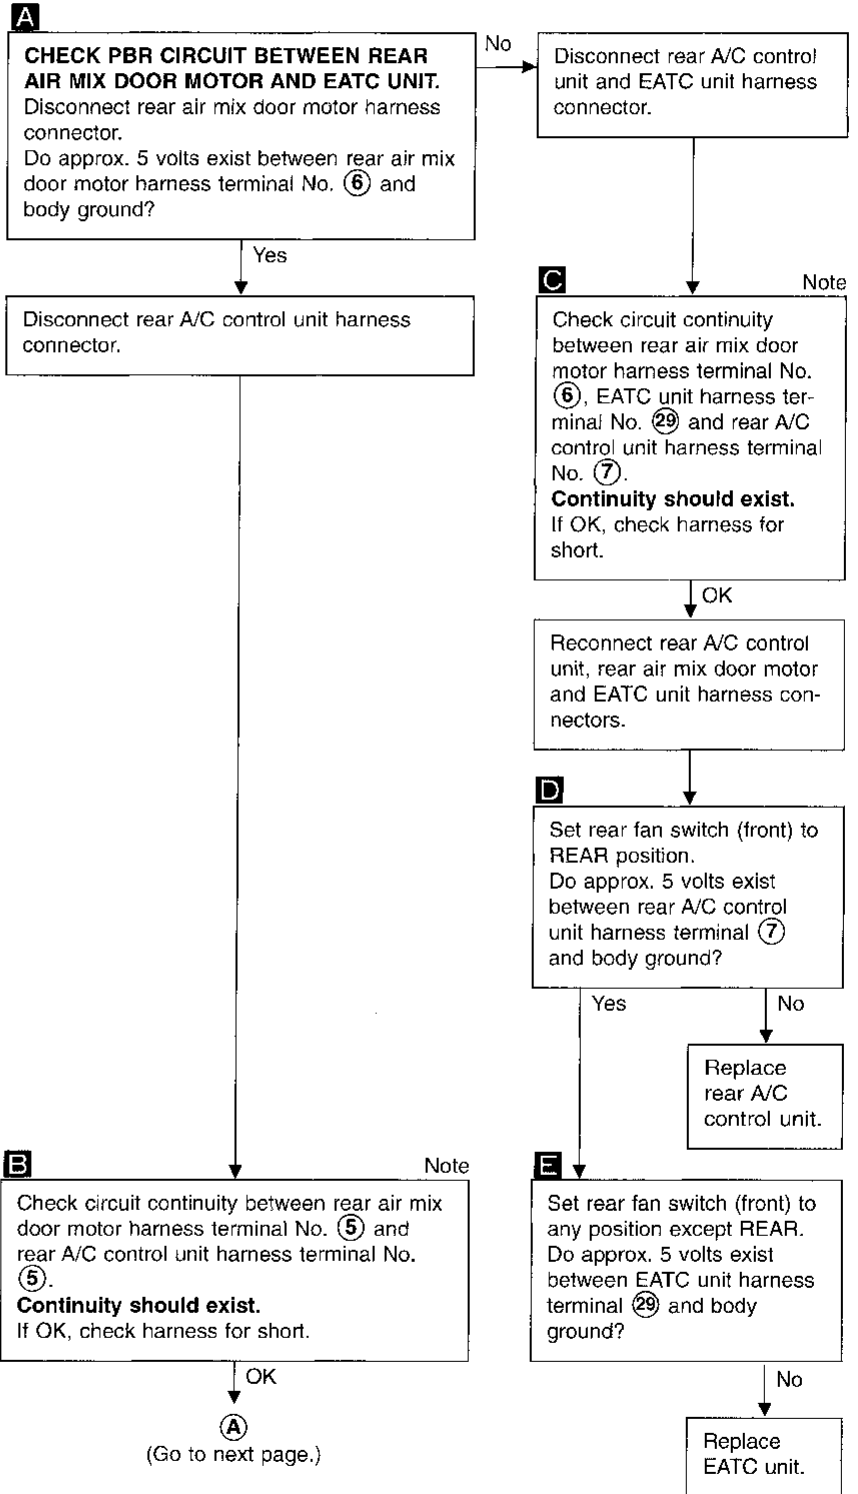 A
CHECK PBR CIRCUIT BETWEEN REAR
AIR MIX DOOR MOTOR AND EATC UNIT.
Disconnect rear air mix door motor harness
connector.
Do approx. 5 volts exist between rear air mix
door motor harness terminal No. ⑥ and
body ground?
No
Disconnect rear A/C control
unit and EATC unit harness
connector.
Yes
Disconnect rear A/C control unit harness
connector.
C
Note
Check circuit continuity
between rear air mix door
motor harness terminal No.
⑥, EATC unit harness ter-
minal No. ㉙ and rear A/C
control unit harness terminal
No. ⑦.
Continuity should exist.
If OK, check harness for
short.
OK
Reconnect rear A/C control
unit, rear air mix door motor
and EATC unit harness con-
nectors.
D
Set rear fan switch (front) to
REAR position.
Do approx. 5 volts exist
between rear A/C control
unit harness terminal ⑦
and body ground?
Yes
No
Replace
rear A/C
control unit.
B
Note
Check circuit continuity between rear air mix
door motor harness terminal No. ⑤ and
rear A/C control unit harness terminal No.
⑤.
Continuity should exist.
If OK, check harness for short.
OK
Ⓐ
(Go to next page.)
E
Set rear fan switch (front) to
any position except REAR.
Do approx. 5 volts exist
between EATC unit harness
terminal ㉙ and body
ground?
No
Replace
EATC unit.